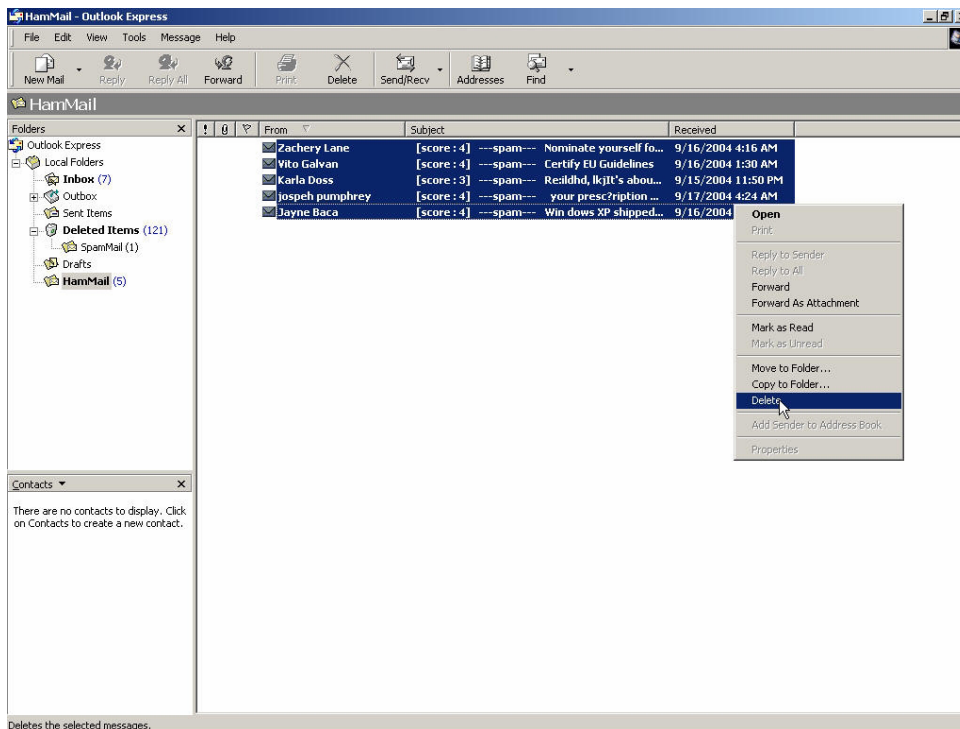 HamMail - Outlook Express
File Edit View Tools Message Help
New Mail Reply Reply All Forward Print Delete Send/Recv Addresses Find
HamMail
Folders
! From Subject Received
Outlook Express
Local Folders
Inbox (7)
Outbox
Sent Items
Deleted Items (121)
SpamMail (1)
Drafts
HamMail (5)
Zachery Lane [score : 4] ---spam--- Nominate yourself fo... 9/16/2004 4:16 AM
Vito Galvan [score : 4] ---spam--- Certify EU Guidelines 9/16/2004 1:30 AM
Karla Doss [score : 3] ---spam--- Re:ildhd, lkjIt's abou... 9/15/2004 11:50 PM
jospeh pumphrey [score : 4] ---spam--- your presc?ription ... 9/17/2004 4:24 AM
Jayne Baca [score : 4] ---spam--- Win dows XP shipped... 9/16/2004
Open
Print
Reply to Sender
Reply to All
Forward
Forward As Attachment
Mark as Read
Mark as Unread
Move to Folder...
Copy to Folder...
Delete
Add Sender to Address Book
Properties
Contacts
There are no contacts to display. Click
on Contacts to create a new contact.
Deletes the selected messages.